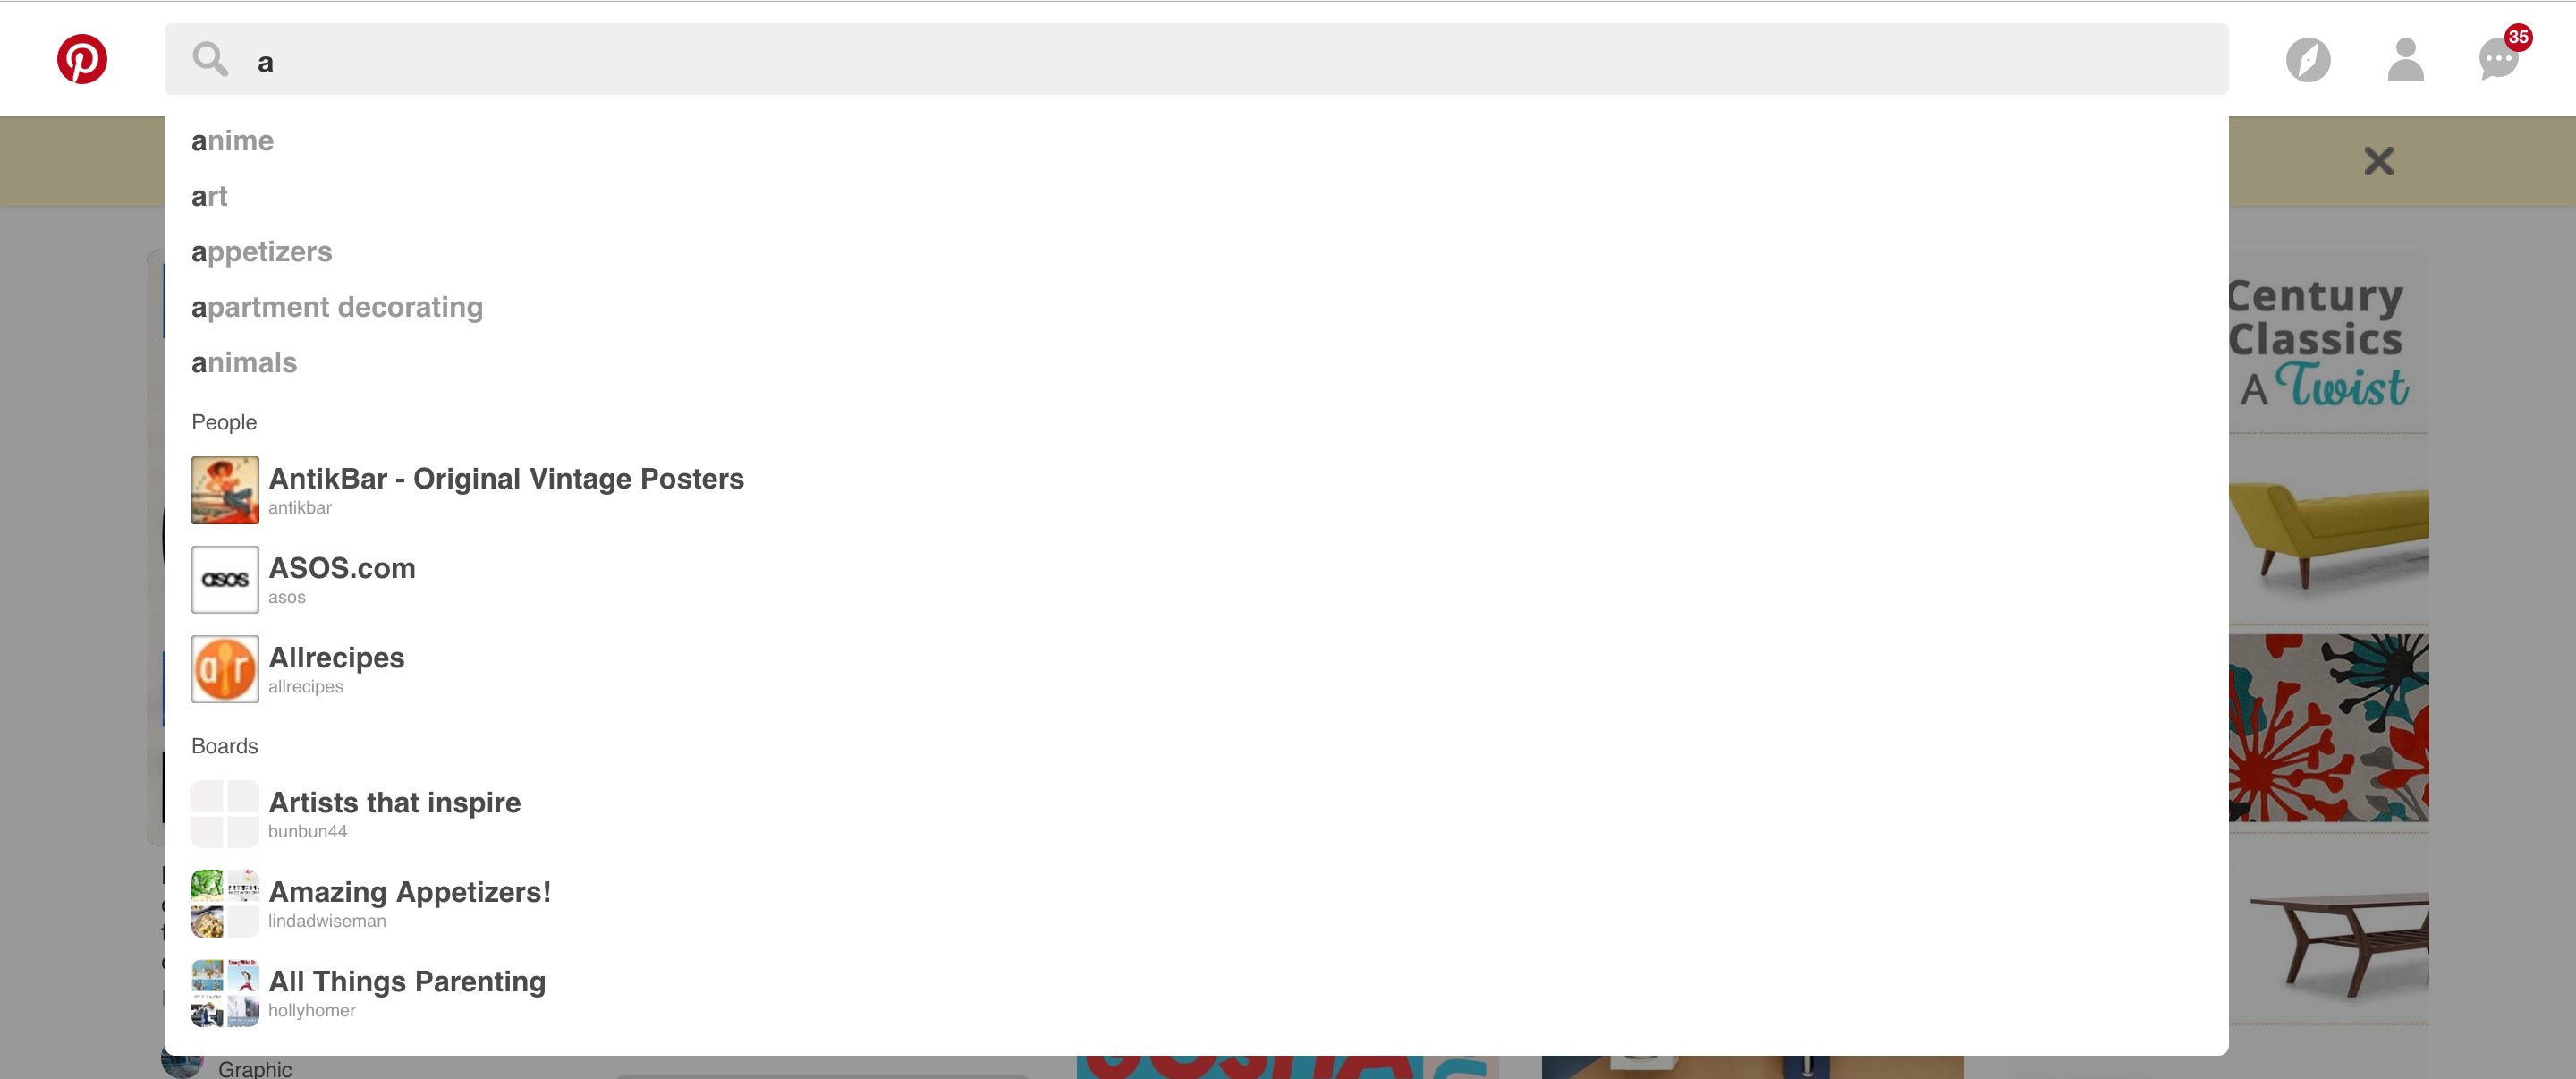 a
35
anime
art
appetizers
apartment decorating
animals
People
AntikBar - Original Vintage Posters
antikbar
ASOS.com
asos
asos
Allrecipes
allrecipes
a r
Boards
Artists that inspire
bunbun44
Amazing Appetizers!
lindadwiseman
All Things Parenting
hollyhomer
Century
Classics
A Twist
Graphic